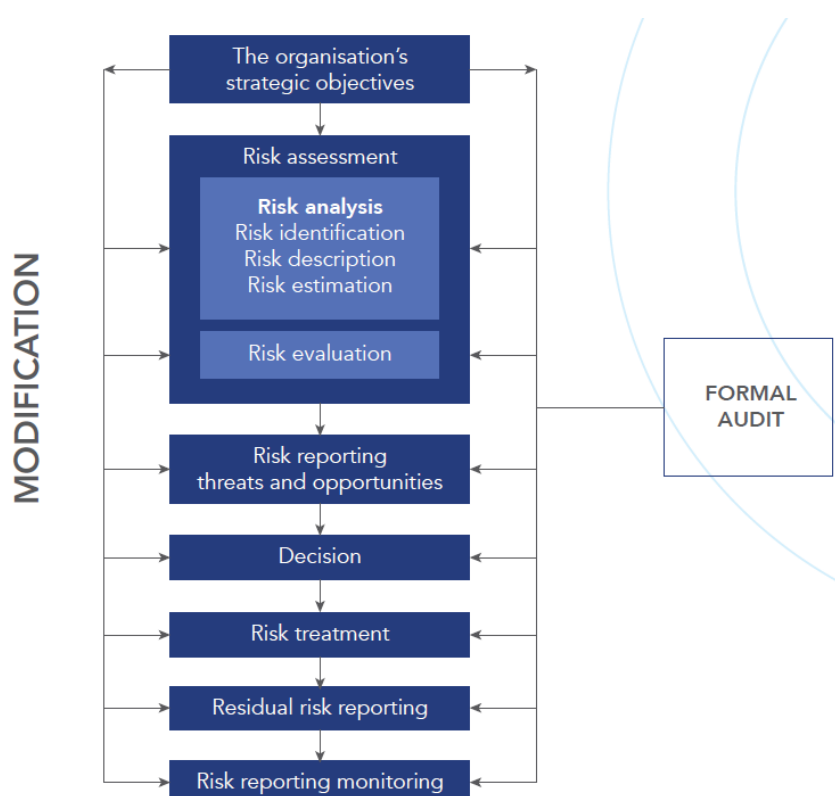 The organisation's
strategic objectives
Risk assessment
Risk analysis
Risk identification
Risk description
Risk estimation
Risk evaluation
Risk reporting
threats and opportunities
Decision
Risk treatment
Residual risk reporting
Risk reporting monitoring
MODIFICATION
FORMAL
AUDIT